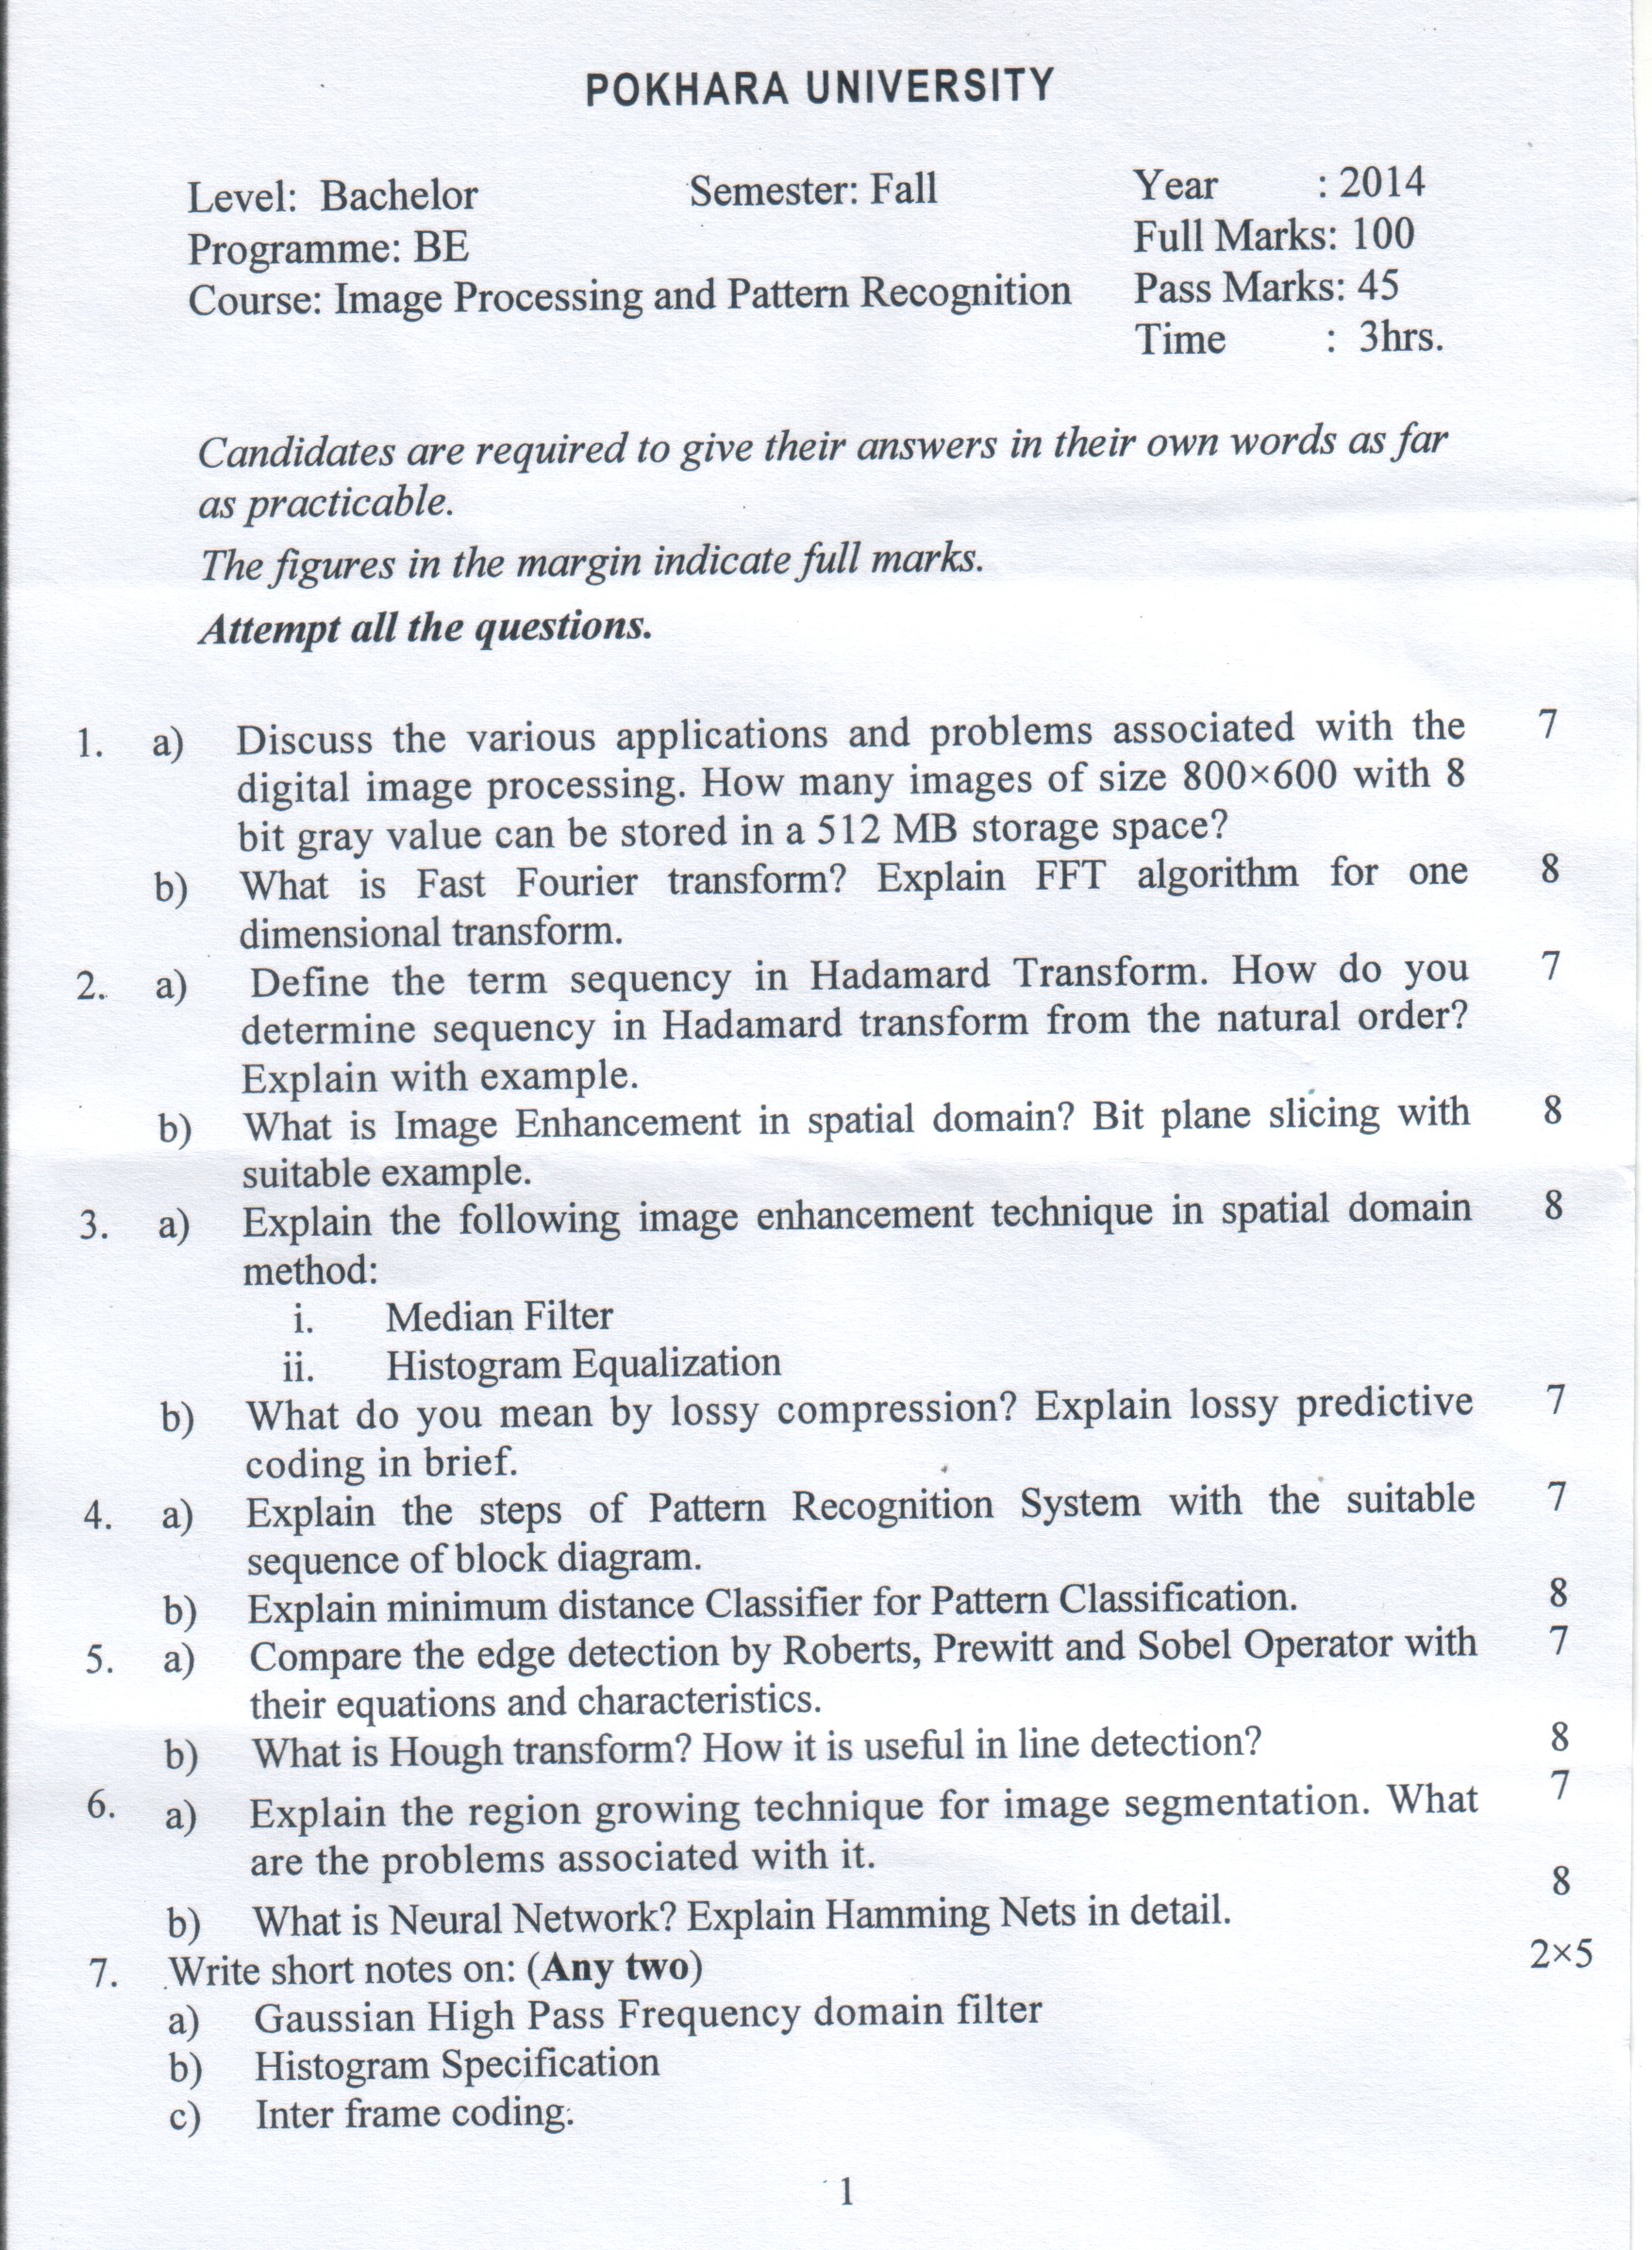 POKHARA UNIVERSITY
Level: Bachelor Semester: Fall Year : 2014
Programme: BE Full Marks: 100
Course: Image Processing and Pattern Recognition Pass Marks: 45
Time : 3hrs.
Candidates are required to give their answers in their own words as far
as practicable.
The figures in the margin indicate full marks.
Attempt all the questions.
1. a) Discuss the various applications and problems associated with the 7
digital image processing. How many images of size 800×600 with 8
bit gray value can be stored in a 512 MB storage space?
b) What is Fast Fourier transform? Explain FFT algorithm for one 8
dimensional transform.
2. a) Define the term sequency in Hadamard Transform. How do you 7
determine sequency in Hadamard transform from the natural order?
Explain with example.
b) What is Image Enhancement in spatial domain? Bit plane slicing with 8
suitable example.
3. a) Explain the following image enhancement technique in spatial domain 8
method:
i. Median Filter
ii. Histogram Equalization
b) What do you mean by lossy compression? Explain lossy predictive 7
coding in brief.
4. a) Explain the steps of Pattern Recognition System with the suitable 7
sequence of block diagram.
b) Explain minimum distance Classifier for Pattern Classification. 8
5. a) Compare the edge detection by Roberts, Prewitt and Sobel Operator with 7
their equations and characteristics.
b) What is Hough transform? How it is useful in line detection? 8
6. a) Explain the region growing technique for image segmentation. What 7
are the problems associated with it.
b) What is Neural Network? Explain Hamming Nets in detail. 8
7. Write short notes on: (Any two) 2×5
a) Gaussian High Pass Frequency domain filter
b) Histogram Specification
c) Inter frame coding.
1